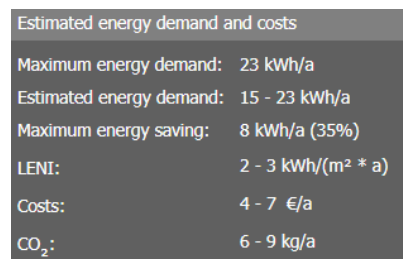 Estimated energy demand and costs
Maximum energy demand: 23 kWh/a
Estimated energy demand: 15 - 23 kWh/a
Maximum energy saving: 8 kWh/a (35%)
LENI: 2 - 3 kWh/(m² * a)
Costs: 4 - 7 €/a
CO₂: 6 - 9 kg/a